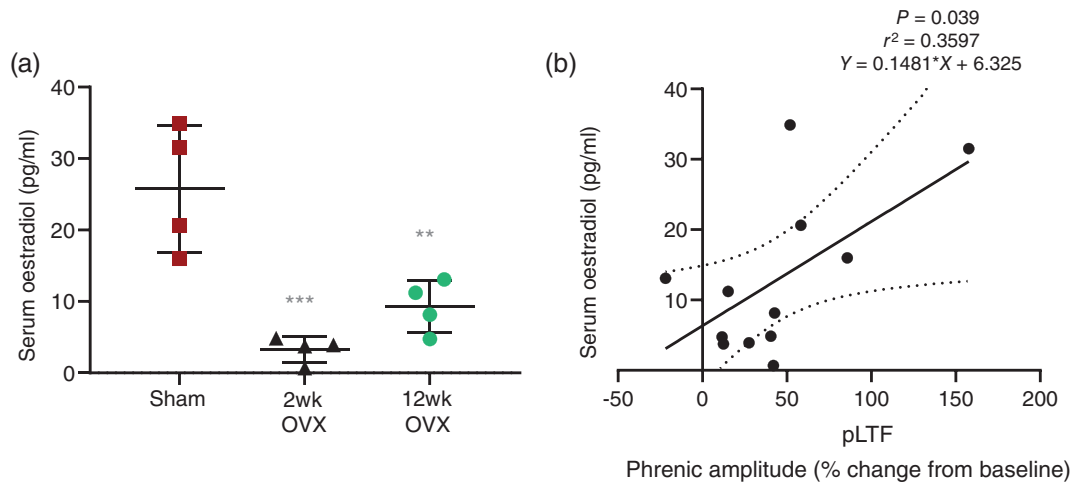 (a)
Serum oestradiol (pg/ml)
40
30
20
10
0
***
**
Sham
2wk
OVX
12wk
OVX
(b)
P = 0.039
r² = 0.3597
Y = 0.1481*X + 6.325
Serum oestradiol (pg/ml)
40
30
20
10
-50
0
50
100
150
200
pLTF
Phrenic amplitude (% change from baseline)